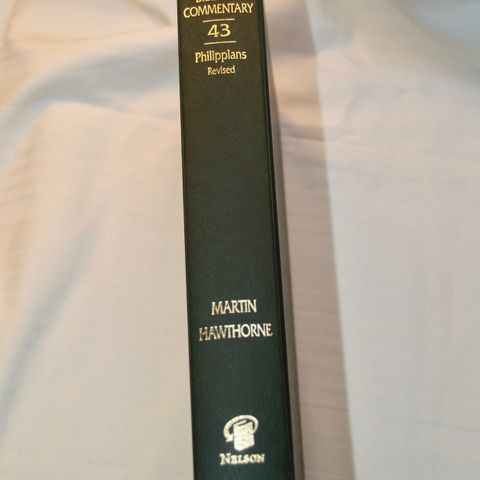 COMMENTARY
43
Philippians
Revised
MARTIN
HAWTHORNE
NELSON